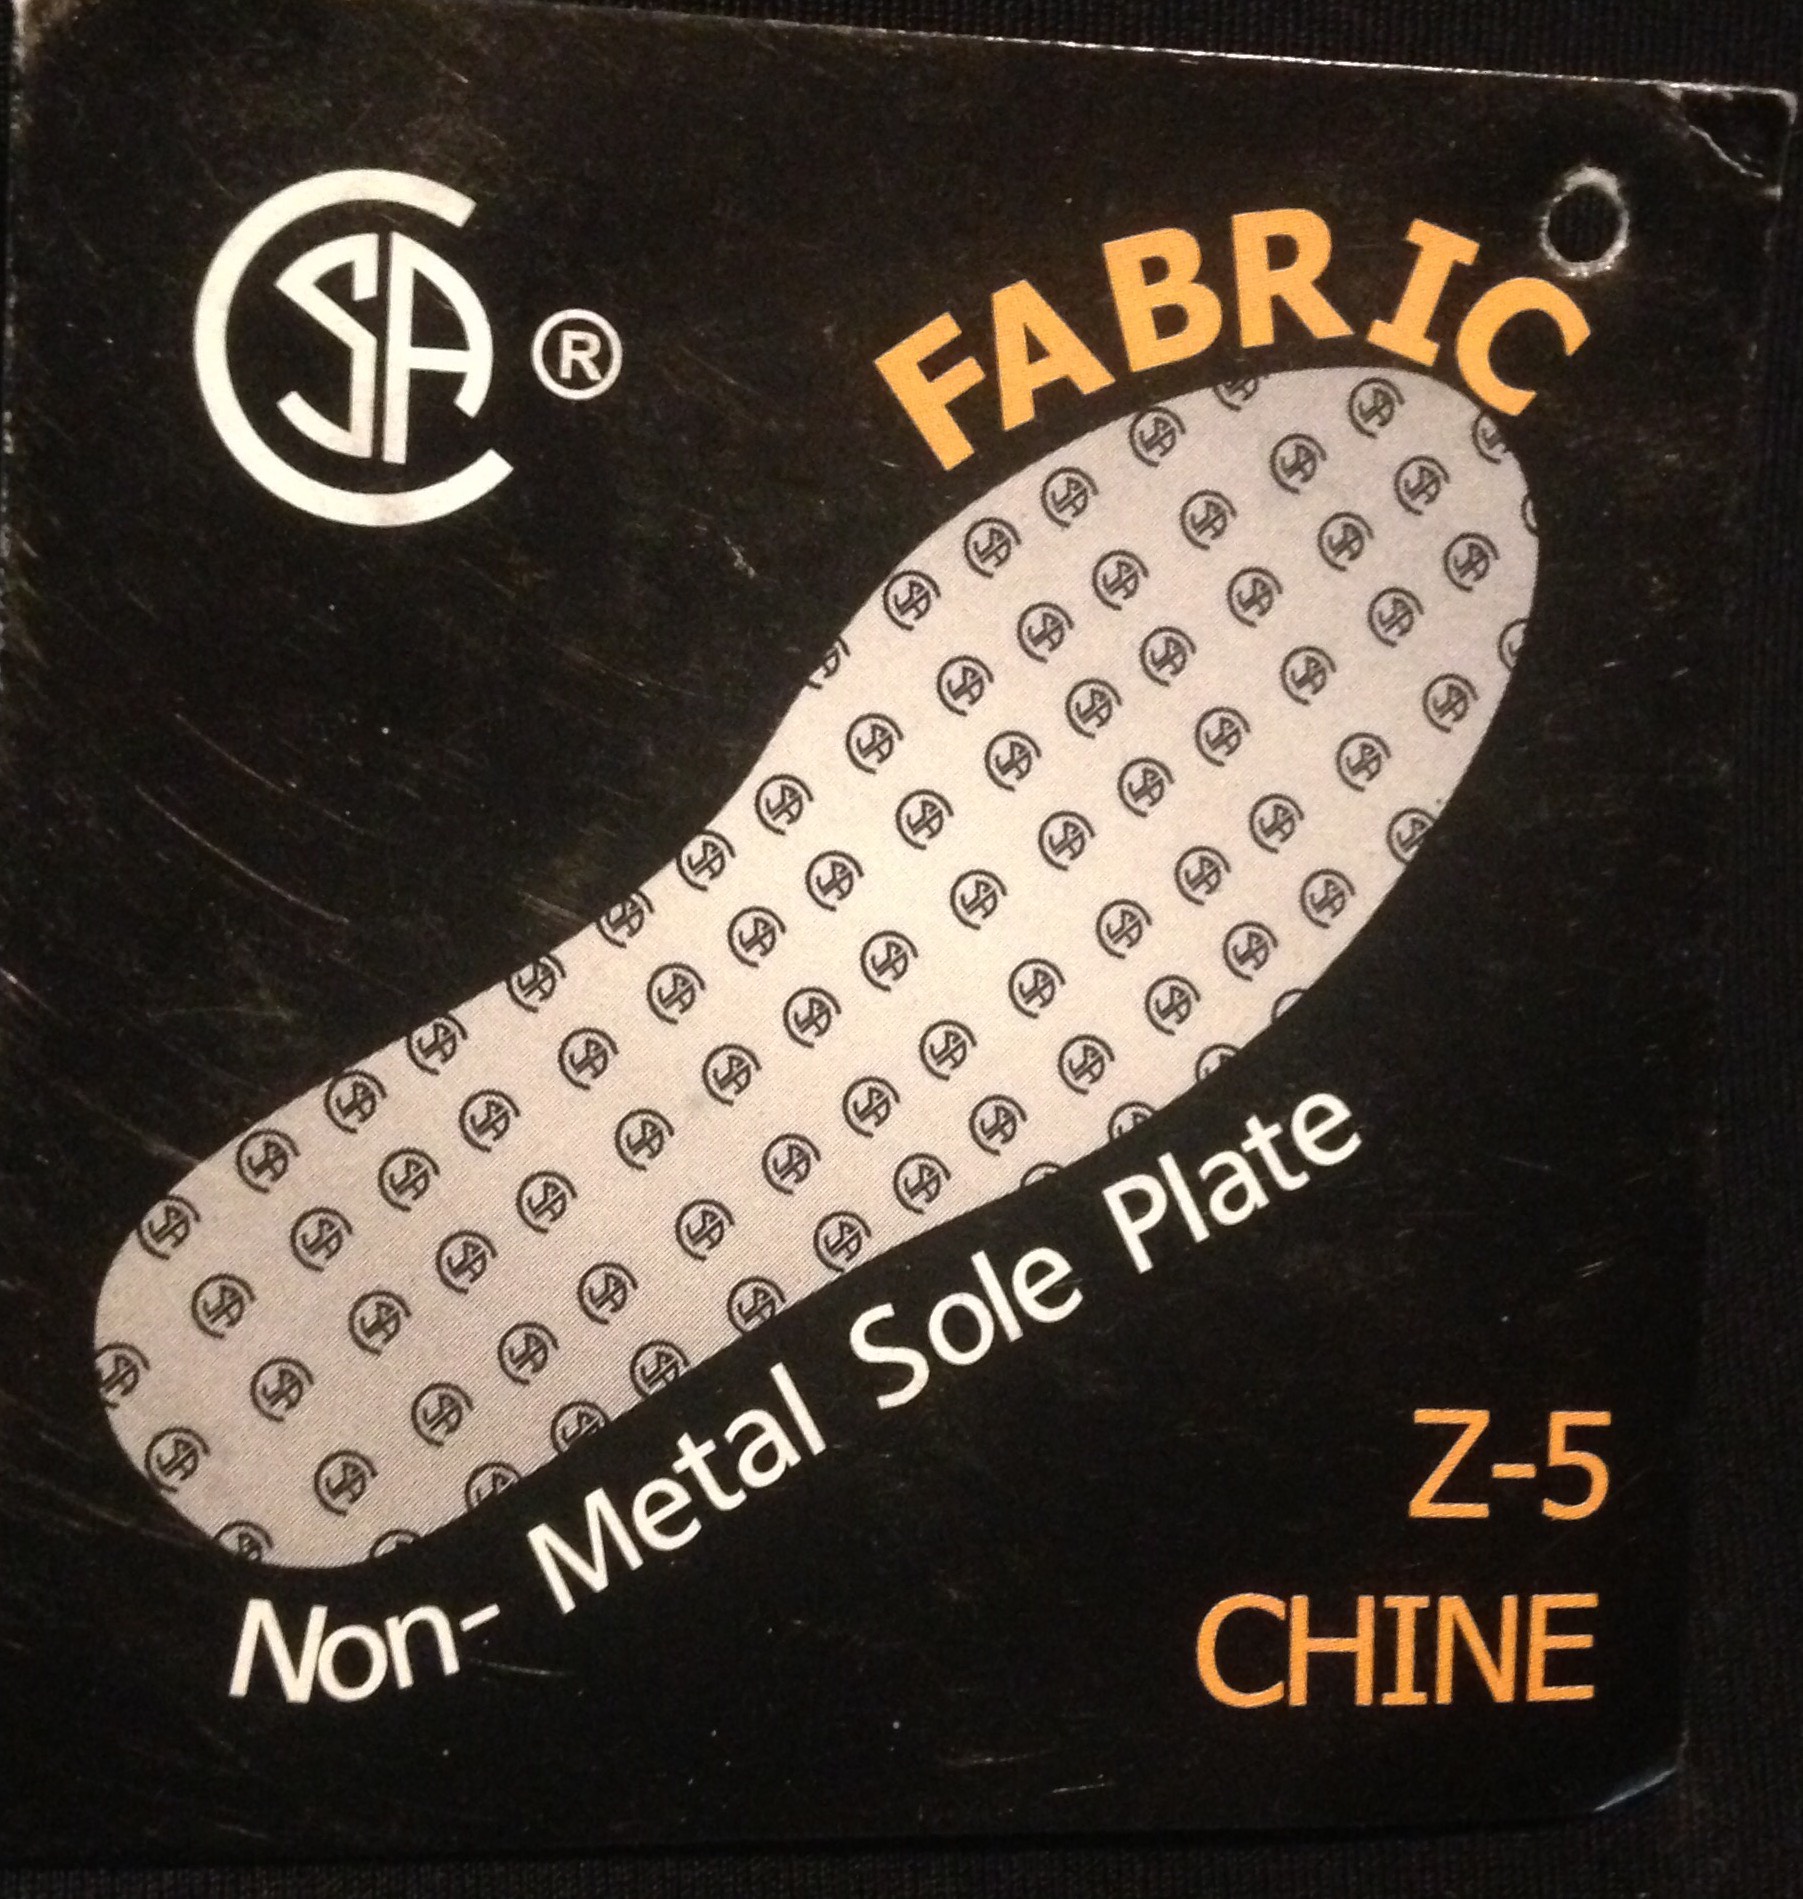 CSA ®
FABRIC
Non- Metal Sole Plate
Z-5
CHINE